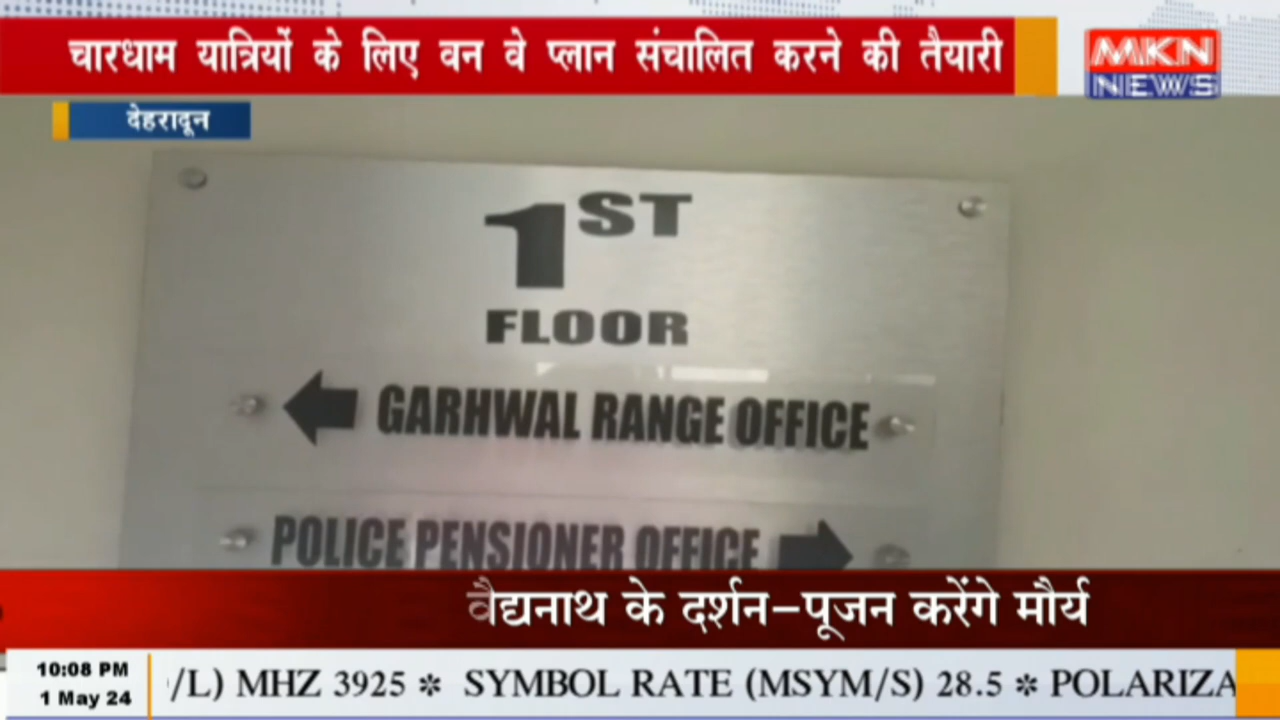 चारधाम यात्रियों के लिए वन वे प्लान संचालित करने की तैयारी
MKN
NEWS
देहरादून
1ST
FLOOR
GARHWAL RANGE OFFICE
POLICE PENSIONER OFFICE
वैद्यनाथ के दर्शन-पूजन करेंगे मौर्य
10:08 PM
1 May 24
/L) MHZ 3925 * SYMBOL RATE (MSYM/S) 28.5 * POLARIZA